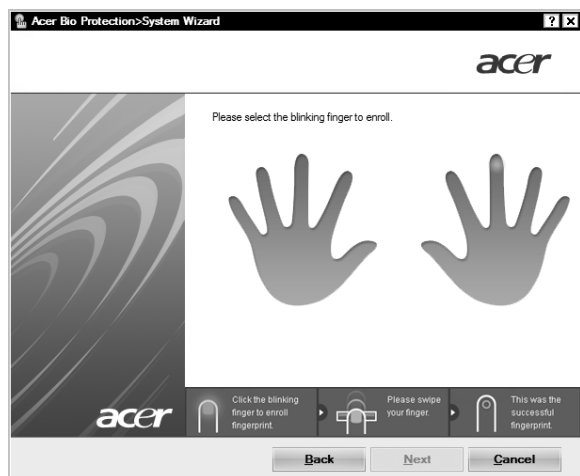 Acer Bio Protection>System Wizard
? X
acer
Please select the blinking finger to enroll.
acer
Click the blinking
finger to enroll
fingerprint.
Please swipe
your finger.
This was the
successful
fingerprint.
Back Next Cancel